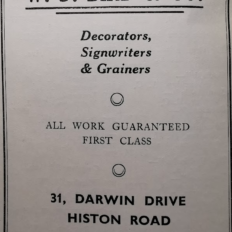 Decorators,
Signwriters
& Grainers
ALL WORK GUARANTEED
FIRST CLASS
31, DARWIN DRIVE
HISTON ROAD